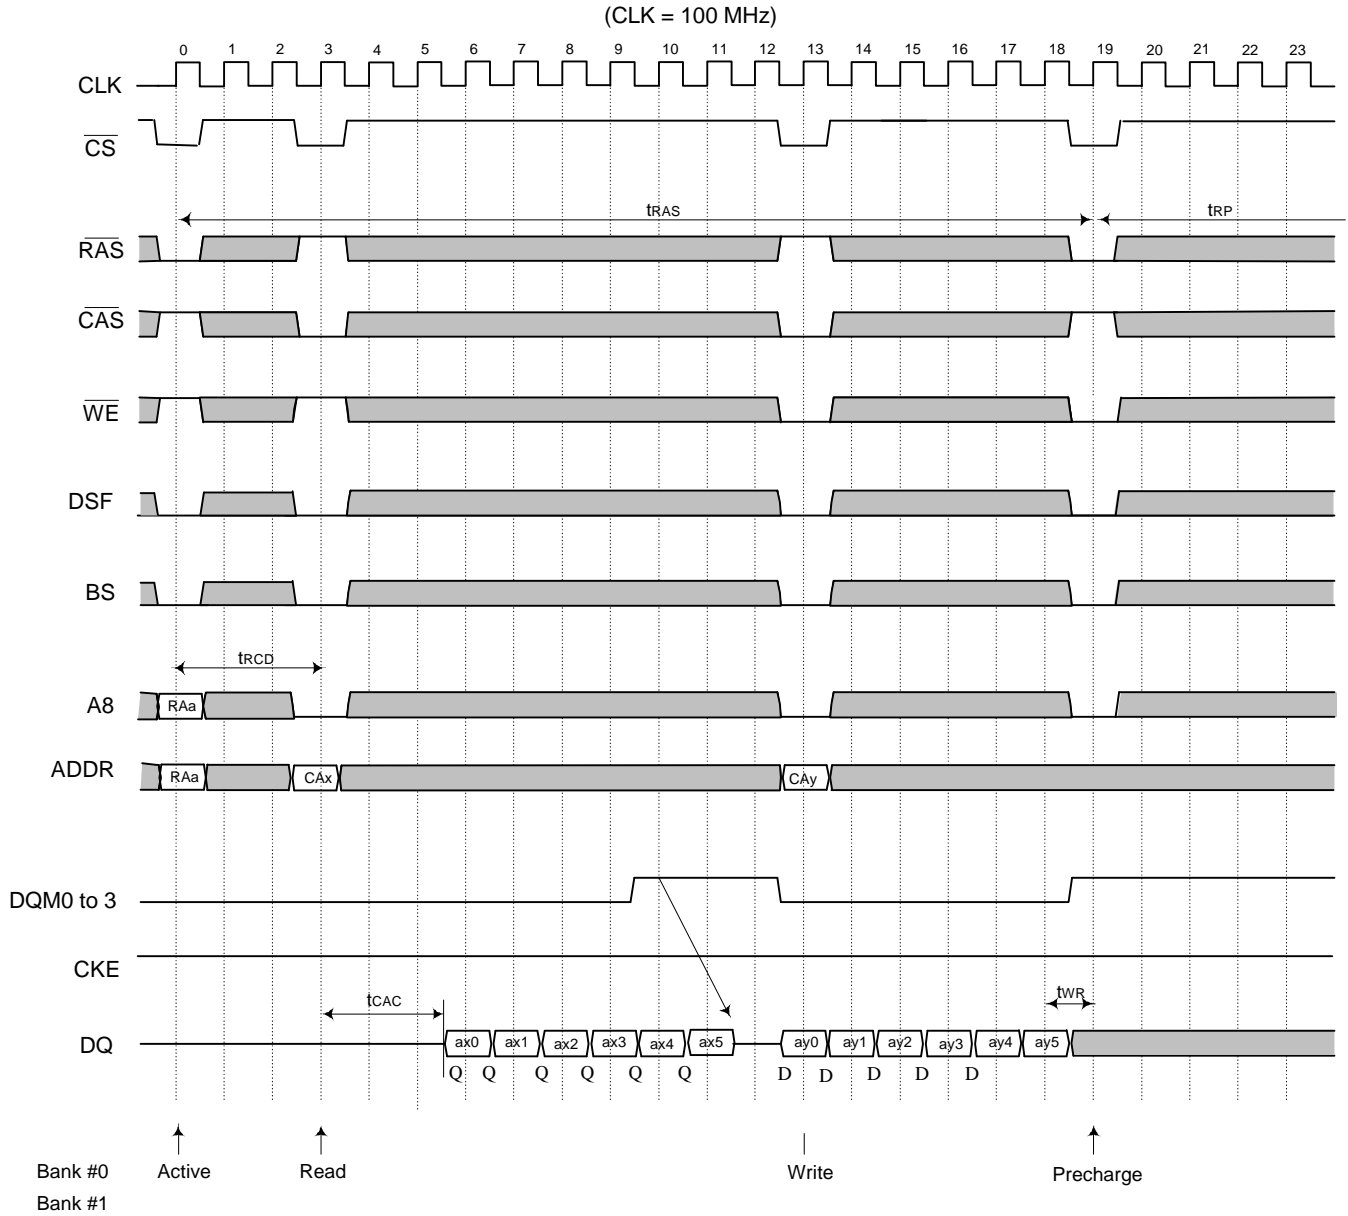 (CLK = 100 MHz)
0 1 2 3 4 5 6 7 8 9 10 11 12 13 14 15 16 17 18 19 20 21 22 23
CLK
CS
tRAS tRP
RAS
CAS
WE
DSF
BS
tRCD
A8 RAa
ADDR RAa CAx CAy
DQM0 to 3
CKE
tCAC tWR
DQ ax0 ax1 ax2 ax3 ax4 ax5 ay0 ay1 ay2 ay3 ay4 ay5
Q Q Q Q Q Q D D D D D
Bank #0 Active Read Write Precharge
Bank #1